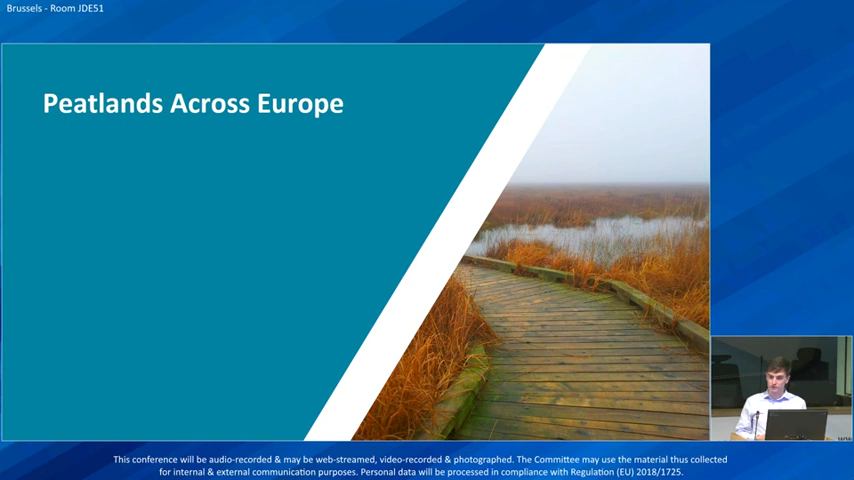 Brussels - Room JDE51
Peatlands Across Europe
This conference will be audio-recorded & may be web-streamed, video-recorded & photographed. The Committee may use the material thus collected
for internal & external communication purposes. Personal data will be processed in compliance with Regulation (EU) 2018/1725.